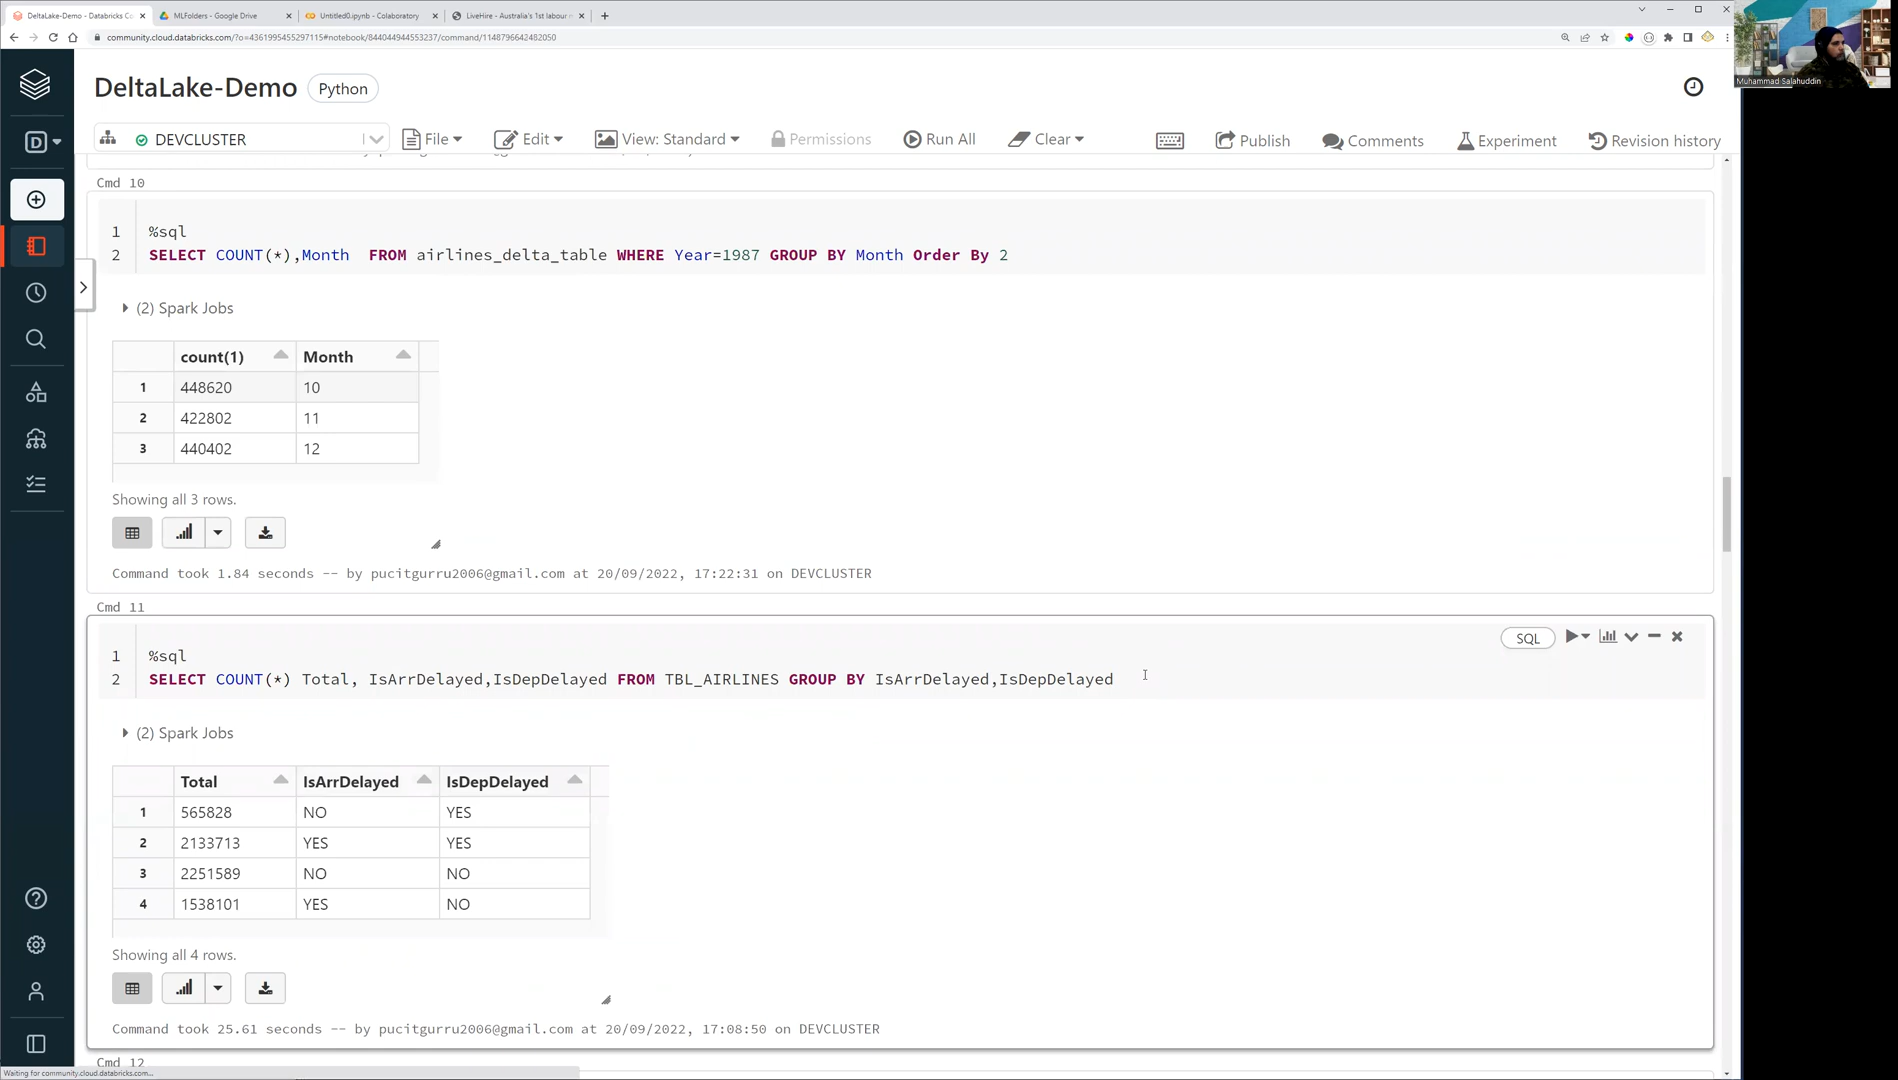 DeltaLake-Demo - Databricks Co
MLFolders - Google Drive
Untitled0.ipynb - Colaboratory
LiveHire - Australia's 1st labour
community.cloud.databricks.com/?o=4361995455297115#notebook/844044944553237/command/1148796642482050
Muhammad Salahuddin
DeltaLake-Demo Python
DEVCLUSTER File Edit View: Standard Permissions Run All Clear Publish Comments Experiment Revision history
Cmd 10
1 %sql
2 SELECT COUNT(*),Month  FROM airlines_delta_table WHERE Year=1987 GROUP BY Month Order By 2
(2) Spark Jobs
count(1) Month
1 448620 10
2 422802 11
3 440402 12
Showing all 3 rows.
Command took 1.84 seconds -- by pucitgurru2006@gmail.com at 20/09/2022, 17:22:31 on DEVCLUSTER
Cmd 11
SQL
1 %sql
2 SELECT COUNT(*) Total, IsArrDelayed,IsDepDelayed FROM TBL_AIRLINES GROUP BY IsArrDelayed,IsDepDelayed
(2) Spark Jobs
Total IsArrDelayed IsDepDelayed
1 565828 NO YES
2 2133713 YES YES
3 2251589 NO NO
4 1538101 YES NO
Showing all 4 rows.
Command took 25.61 seconds -- by pucitgurru2006@gmail.com at 20/09/2022, 17:08:50 on DEVCLUSTER
Cmd 12
Waiting for community.cloud.databricks.com...